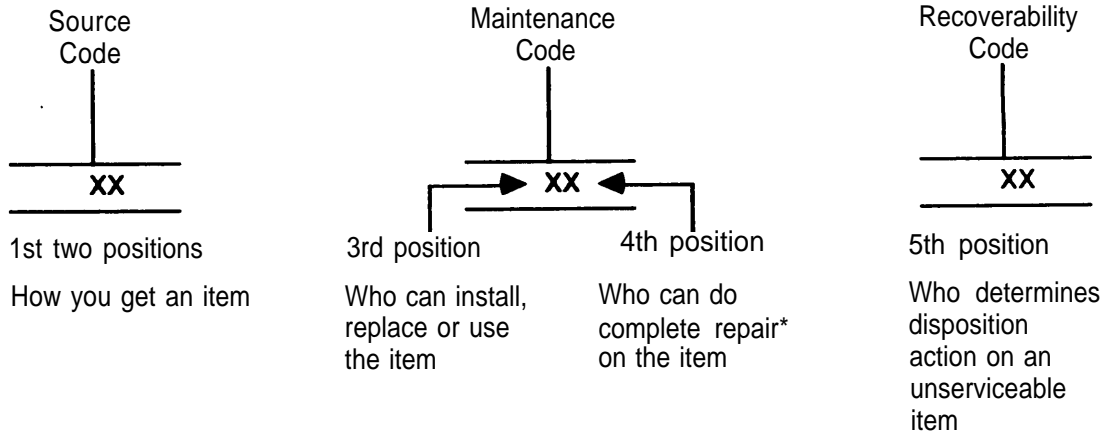 Source
Code
XX
1st two positions
How you get an item
Maintenance
Code
XX
3rd position
Who can install,
replace or use
the item
4th position
Who can do
complete repair*
on the item
Recoverability
Code
XX
5th position
Who determines
disposition
action on an
unserviceable
item